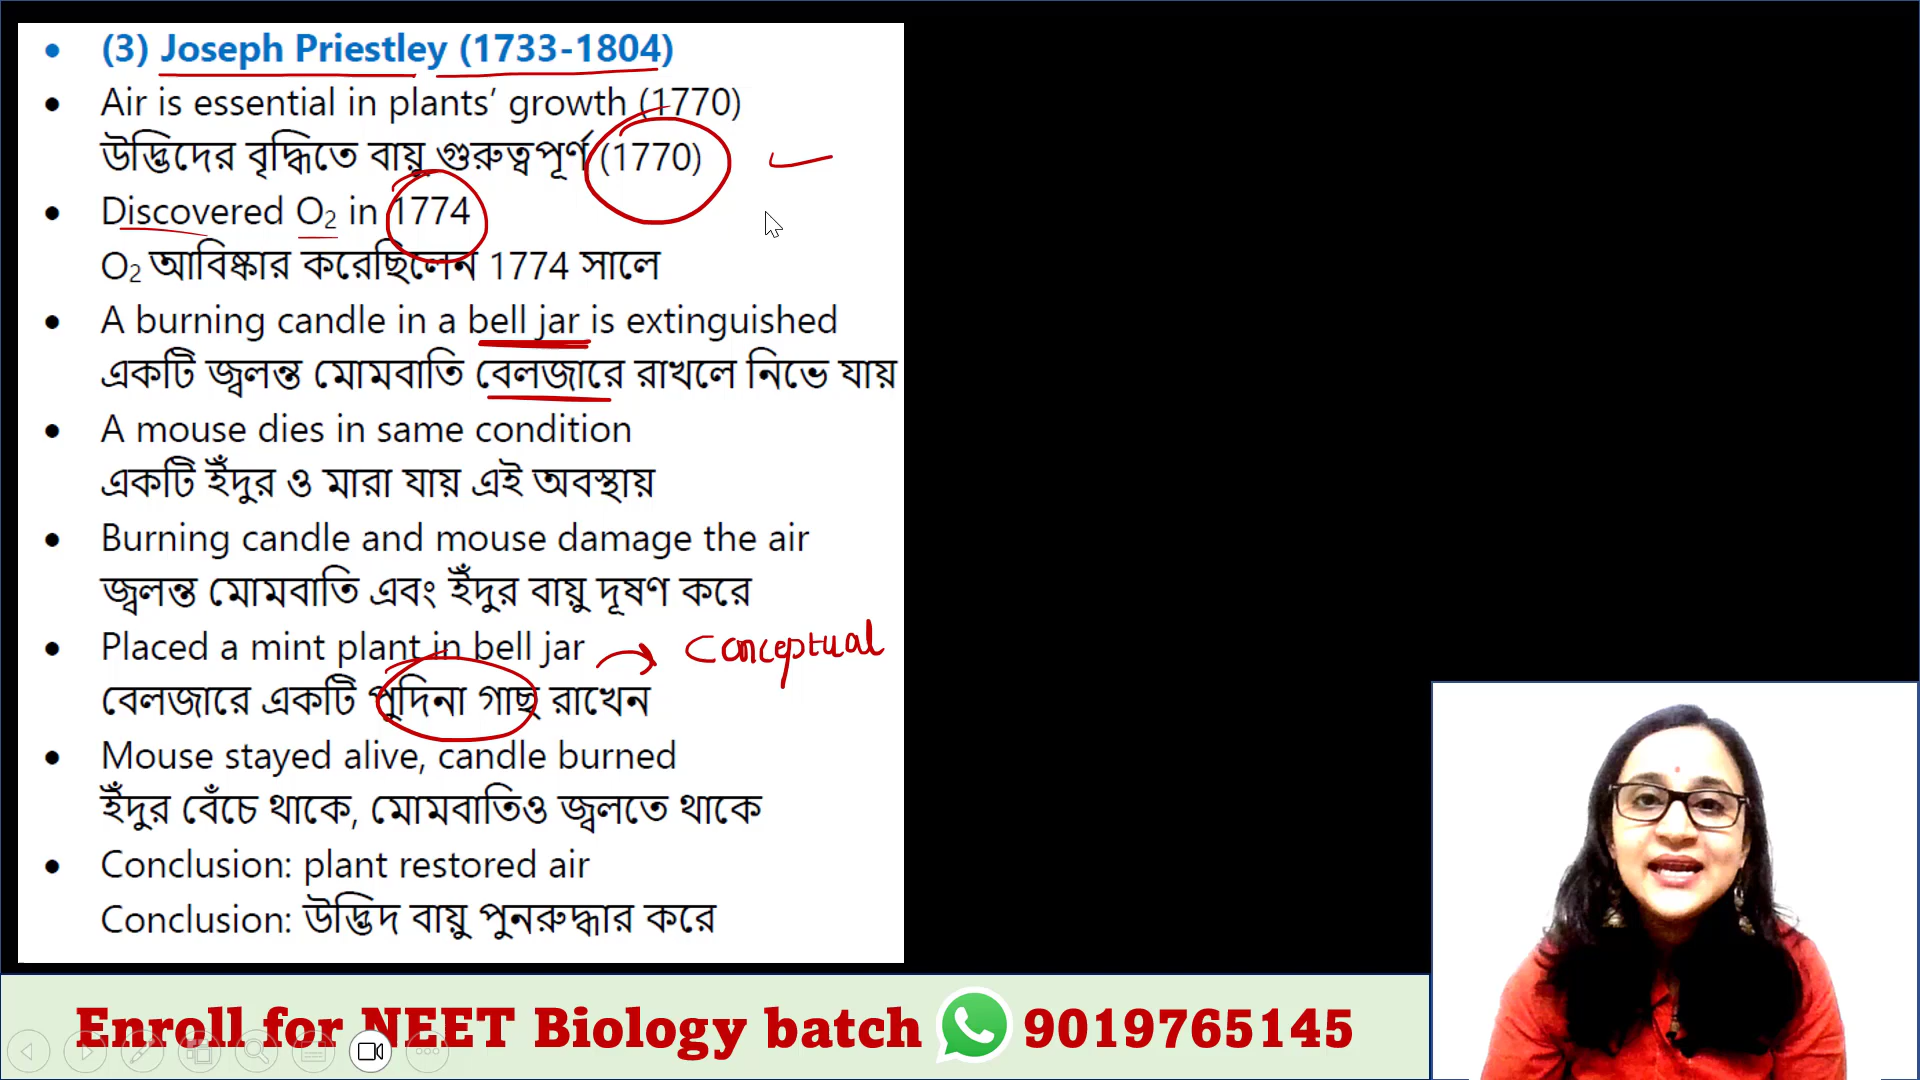 (3) Joseph Priestley (1733-1804)
Air is essential in plants’ growth (1770)
উদ্ভিদের বৃদ্ধিতে বায়ু গুরুত্বপূর্ণ (1770)
Discovered O₂ in 1774
O₂ আবিষ্কার করেছিলেন 1774 সালে
A burning candle in a bell jar is extinguished
একটি জ্বলন্ত মোমবাতি বেলজারে রাখলে নিভে যায়
A mouse dies in same condition
একটি ইঁদুর ও মারা যায় এই অবস্থায়
Burning candle and mouse damage the air
জ্বলন্ত মোমবাতি এবং ইঁদুর বায়ু দূষণ করে
Placed a mint plant in bell jar → Conceptual
বেলজারে একটি পুদিনা গাছ রাখেন
Mouse stayed alive, candle burned
ইঁদুর বেঁচে থাকে, মোমবাতিও জ্বলতে থাকে
Conclusion: plant restored air
Conclusion: উদ্ভিদ বায়ু পুনরুদ্ধার করে
Enroll for NEET Biology batch 9019765145